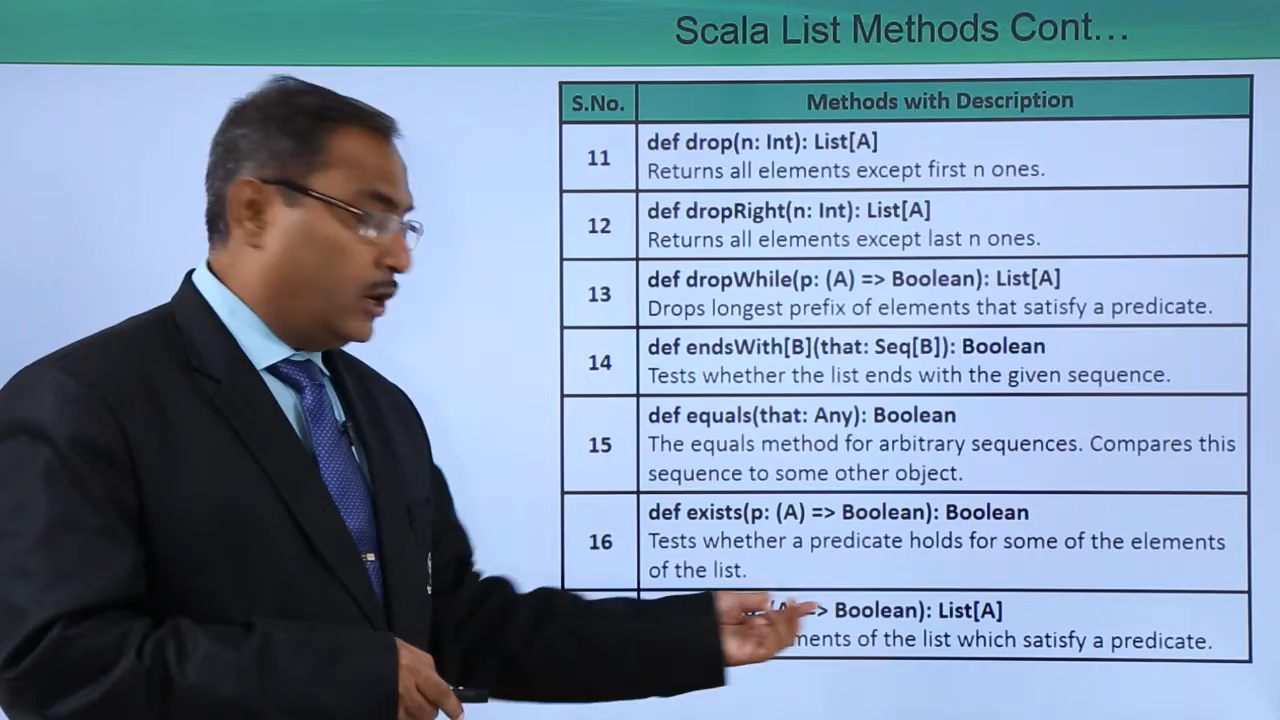 Scala List Methods Cont...
S.No. Methods with Description
11 def drop(n: Int): List[A]
Returns all elements except first n ones.
12 def dropRight(n: Int): List[A]
Returns all elements except last n ones.
13 def dropWhile(p: (A) => Boolean): List[A]
Drops longest prefix of elements that satisfy a predicate.
14 def endsWith[B](that: Seq[B]): Boolean
Tests whether the list ends with the given sequence.
15 def equals(that: Any): Boolean
The equals method for arbitrary sequences. Compares this
sequence to some other object.
16 def exists(p: (A) => Boolean): Boolean
Tests whether a predicate holds for some of the elements
of the list.
=> Boolean): List[A]
of the list which satisfy a predicate.